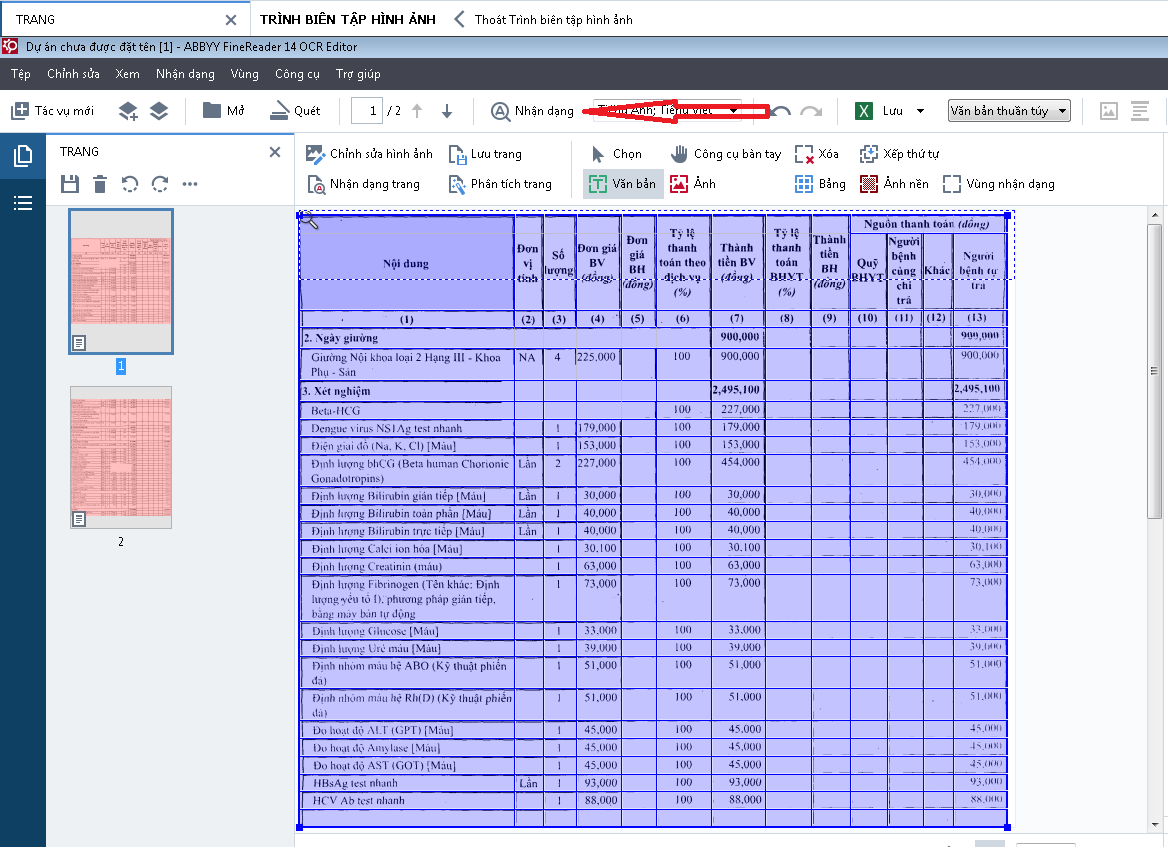 TRANG
TRÌNH BIÊN TẬP HÌNH ẢNH
Thoát Trình biên tập hình ảnh
Dự án chưa được đặt tên [1] - ABBYY FineReader 14 OCR Editor
Tệp Chỉnh sửa Xem Nhận dạng Vùng Công cụ Trợ giúp
Tác vụ mới Mở Quét 1 / 2 Nhận dạng Tiếng Anh; Tiếng Việt Lưu Văn bản thuần túy
TRANG
Chỉnh sửa hình ảnh Lưu trang Chọn Công cụ bàn tay Xóa Xếp thứ tự
Nhận dạng trang Phân tích trang Văn bản Ảnh Bảng Ảnh nền Vùng nhận dạng
1
2
Nội dung
Đơn vị tính
Số lượng
Đơn giá BV (đồng)
Đơn giá BH (đồng)
Tỷ lệ thanh toán theo dịch vụ (%)
Thành tiền BV (đồng)
Tỷ lệ thanh toán BHYT (%)
Thành tiền BH (đồng)
Nguồn thanh toán (đồng)
Quỹ BHYT
Người bệnh cùng chi trả
Khác
Người bệnh tự trả
(1) (2) (3) (4) (5) (6) (7) (8) (9) (10) (11) (12) (13)
2. Ngày giường 900,000 900,000
Giường Nội khoa loại 2 Hạng III - Khoa NA 4 225,000 100 900,000 900,000
Phụ - Sản
3. Xét nghiệm 2,495,100 2,495,100
Beta-HCG 100 227,000 227,000
Dengue virus NS1Ag test nhanh 1 179,000 100 179,000 179,000
Điện giải đồ (Na, K, Cl) [Máu] 1 153,000 100 153,000 153,000
Định lượng bhCG (Beta human Chorionic Lần 2 227,000 100 454,000 454,000
Gonadotropins)
Định lượng Bilirubin gián tiếp [Máu] Lần 1 30,000 100 30,000 30,000
Định lượng Bilirubin toàn phần [Máu] Lần 1 40,000 100 40,000 40,000
Định lượng Bilirubin trực tiếp [Máu] Lần 1 40,000 100 40,000 40,000
Định lượng Calci ion hóa [Máu] 1 30,100 100 30,100 30,100
Định lượng Creatinin (máu) 1 63,000 100 63,000 63,000
Định lượng Fibrinogen (Tên khác: Định 1 73,000 100 73,000 73,000
lượng yếu tố I), phương pháp gián tiếp,
bằng máy bán tự động
Định lượng Glucose [Máu] 1 33,000 100 33,000 33,000
Định lượng Urê máu [Máu] 1 39,000 100 39,000 39,000
Định nhóm máu hệ ABO (Kỹ thuật phiến 1 51,000 100 51,000 51,000
đá)
Định nhóm máu hệ Rh(D) (Kỹ thuật phiến 1 51,000 100 51,000 51,000
đá)
Đo hoạt độ ALT (GPT) [Máu] 1 45,000 100 45,000 45,000
Đo hoạt độ Amylase [Máu] 1 45,000 100 45,000 45,000
Đo hoạt độ AST (GOT) [Máu] 1 45,000 100 45,000 45,000
HBsAg test nhanh Lần 1 93,000 100 93,000 93,000
HCV Ab test nhanh 1 88,000 100 88,000 88,000